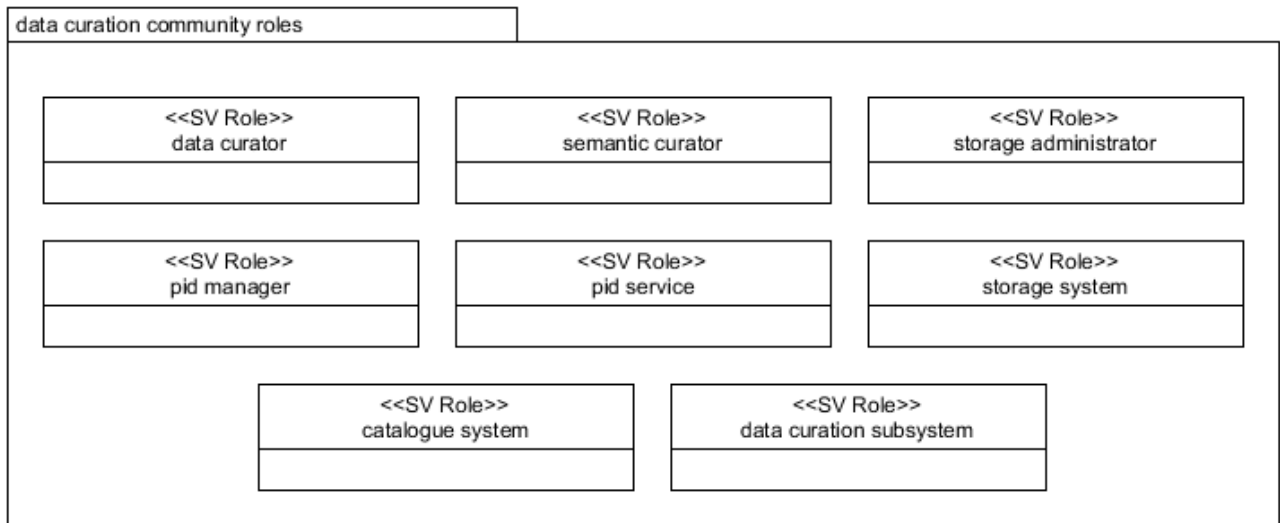 data curation community roles
<<SV Role>>
data curator
<<SV Role>>
semantic curator
<<SV Role>>
storage administrator
<<SV Role>>
pid manager
<<SV Role>>
pid service
<<SV Role>>
storage system
<<SV Role>>
catalogue system
<<SV Role>>
data curation subsystem